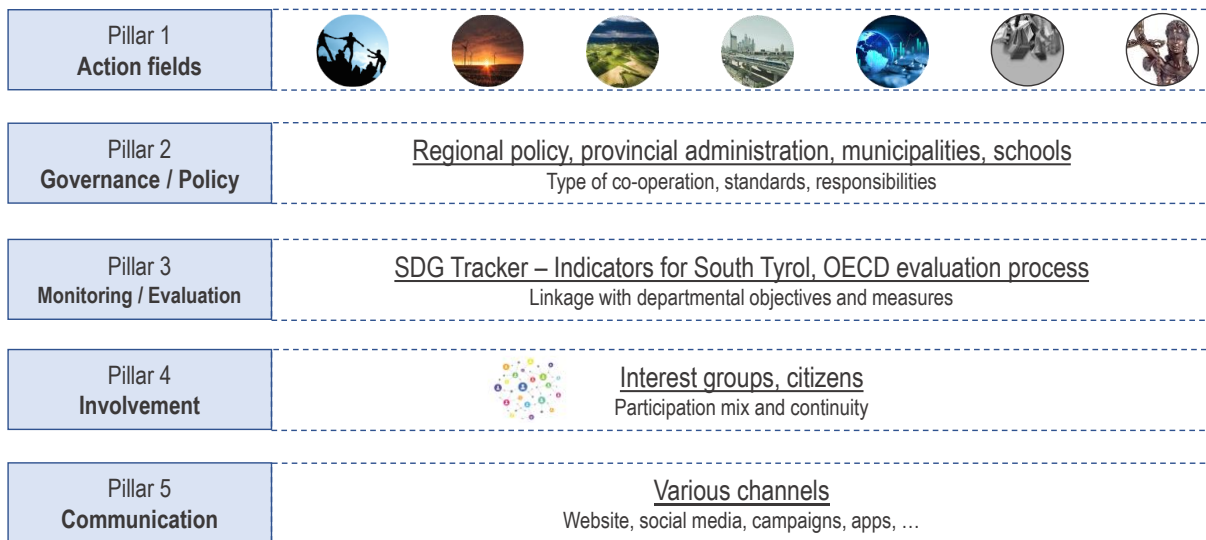 Pillar 1
Action fields
Pillar 2
Governance / Policy
Regional policy, provincial administration, municipalities, schools
Type of co-operation, standards, responsibilities
Pillar 3
Monitoring / Evaluation
SDG Tracker – Indicators for South Tyrol, OECD evaluation process
Linkage with departmental objectives and measures
Pillar 4
Involvement
Interest groups, citizens
Participation mix and continuity
Pillar 5
Communication
Various channels
Website, social media, campaigns, apps, …